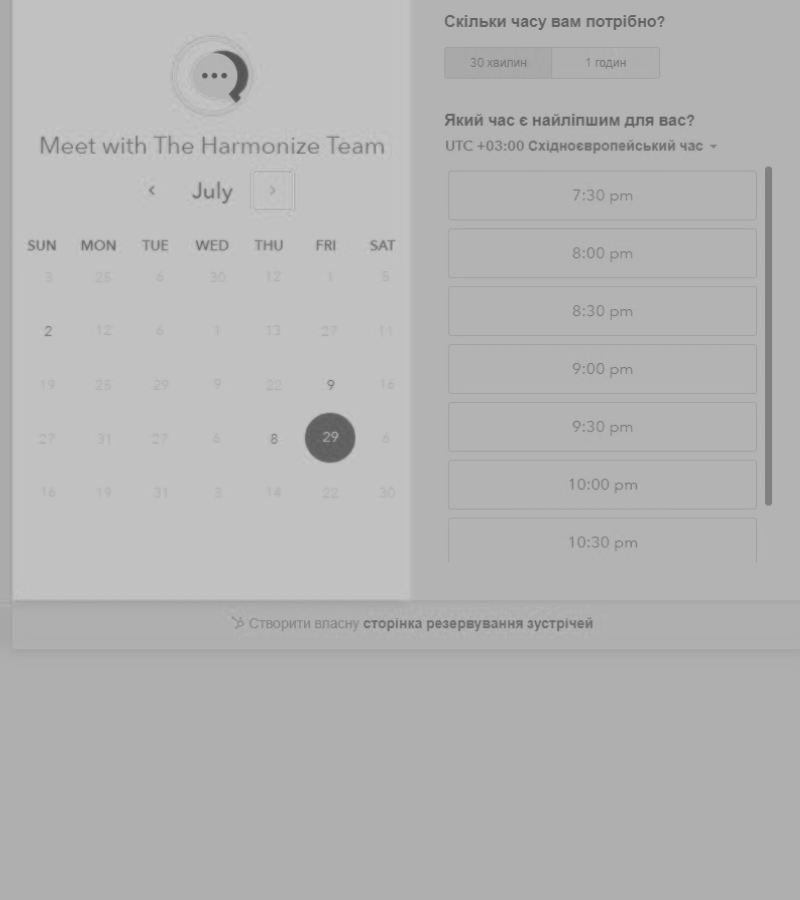 Meet with The Harmonize Team
July
SUN MON TUE WED THU FRI SAT
3 25 6 30 12 1 5
2 12 6 1 13 27 11
19 25 29 9 22 9 16
27 31 27 6 8 29 6
16 19 31 3 14 22 30
Скільки часу вам потрібно?
30 хвилин 1 годин
Який час є найліпшим для вас?
UTC +03:00 Східноєвропейський час
7:30 pm
8:00 pm
8:30 pm
9:00 pm
9:30 pm
10:00 pm
10:30 pm
Створити власну сторінка резервування зустрічей